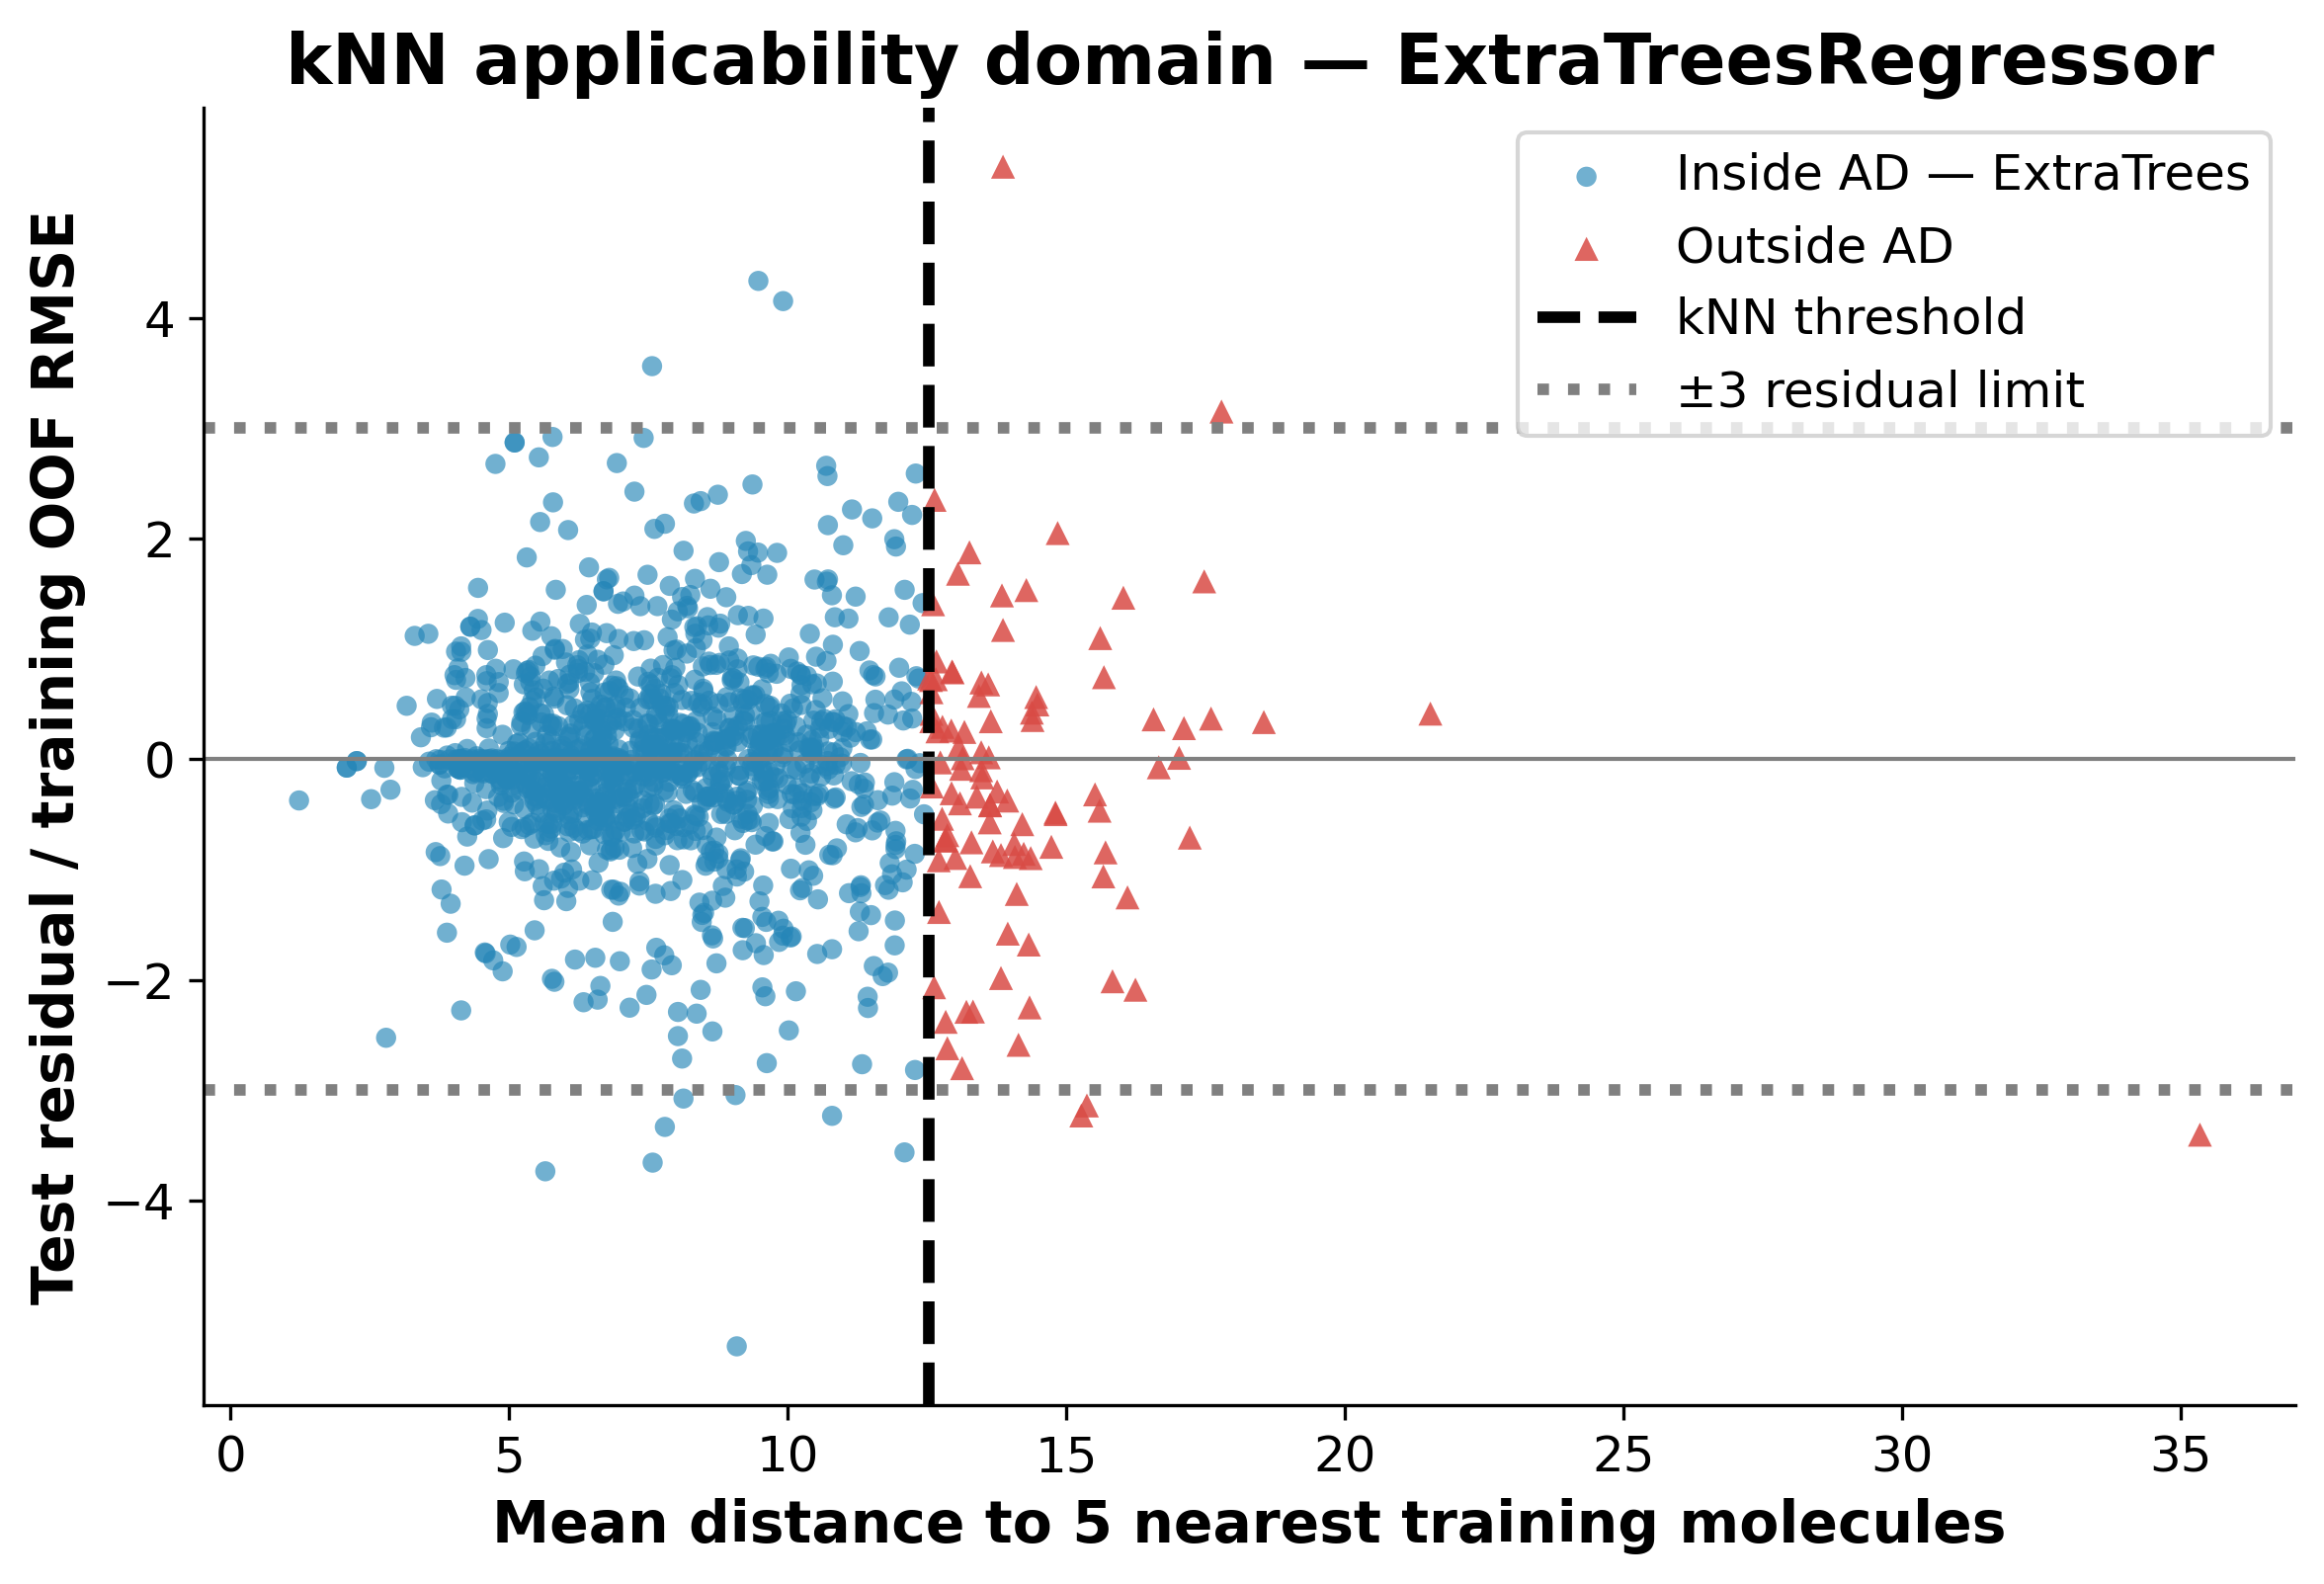 kNN applicability domain — ExtraTreesRegressor
Inside AD — ExtraTrees
Outside AD
kNN threshold
±3 residual limit
Test residual / training OOF RMSE
4
2
0
−2
−4
0 5 10 15 20 25 30 35
Mean distance to 5 nearest training molecules